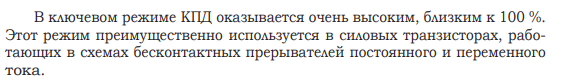 В ключевом режиме КПД оказывается очень высоким, близким к 100 %.
Этот режим преимущественно используется в силовых транзисторах, рабо-
тающих в схемах бесконтактных прерывателей постоянного и переменного
тока.